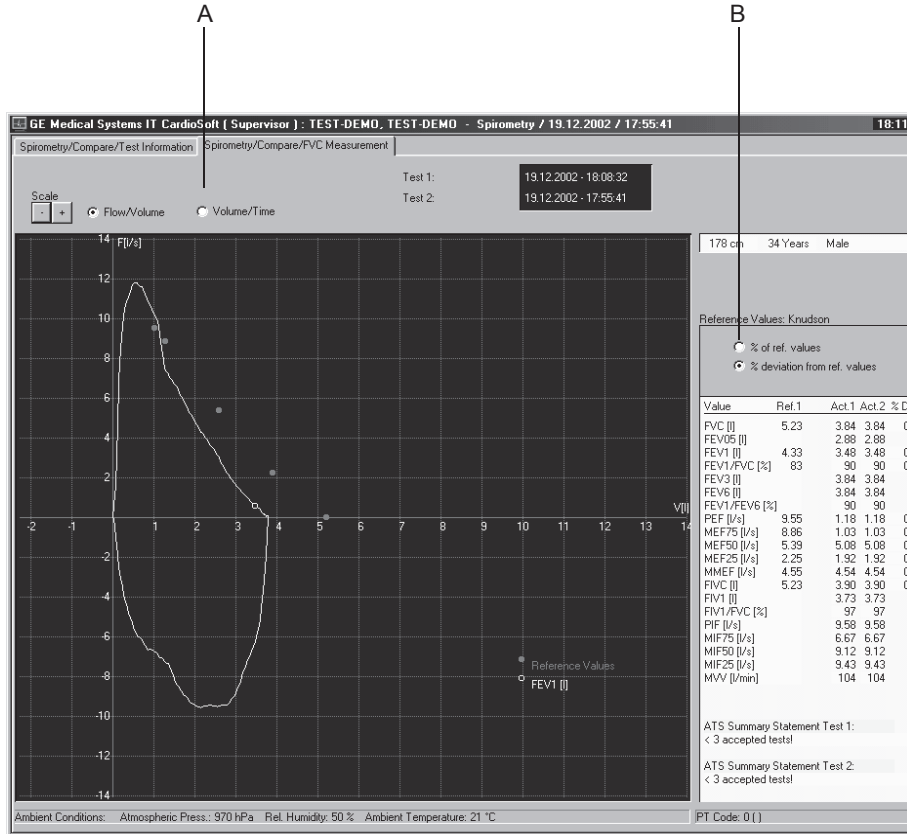 A B
GE Medical Systems IT CardioSoft ( Supervisor ) : TEST-DEMO, TEST-DEMO - Spirometry / 19.12.2002 / 17:55:41 18:11
Spirometry/Compare/Test Information Spirometry/Compare/FVC Measurement
Test 1: 19.12.2002 - 18:08:32
Test 2: 19.12.2002 - 17:55:41
Scale
- + Flow/Volume Volume/Time
14 F[l/s]
12
10
8
6
4
2
V[l]
-2 -1 1 2 3 4 5 6 7 8 9 10 11 12 13 14
-2
-4
-6
-8
-10
-12
-14
Reference Values
FEV1 [l]
178 cm 34 Years Male
Reference Values: Knudson
% of ref. values
% deviation from ref. values
Value Ref.1 Act.1 Act.2 % D
FVC [l] 5.23 3.84 3.84 0
FEV05 [l] 2.88 2.88
FEV1 [l] 4.33 3.48 3.48 0
FEV1/FVC [%] 83 90 90 0
FEV3 [l] 3.84 3.84
FEV6 [l] 3.84 3.84
FEV1/FEV6 [%] 90 90
PEF [l/s] 9.55 1.18 1.18 0
MEF75 [l/s] 8.86 1.03 1.03 0
MEF50 [l/s] 5.39 5.08 5.08 0
MEF25 [l/s] 2.25 1.92 1.92 0
MMEF [l/s] 4.55 4.54 4.54 0
FIVC [l] 5.23 3.90 3.90 0
FIV1 [l] 3.73 3.73
FIV1/FVC [%] 97 97
PIF [l/s] 9.58 9.58
MIF75 [l/s] 6.67 6.67
MIF50 [l/s] 9.12 9.12
MIF25 [l/s] 9.43 9.43
MVV [l/min] 104 104
ATS Summary Statement Test 1:
< 3 accepted tests!
ATS Summary Statement Test 2:
< 3 accepted tests!
Ambient Conditions: Atmospheric Press.: 970 hPa Rel. Humidity: 50 % Ambient Temperature: 21 °C PT Code: 0 ( )